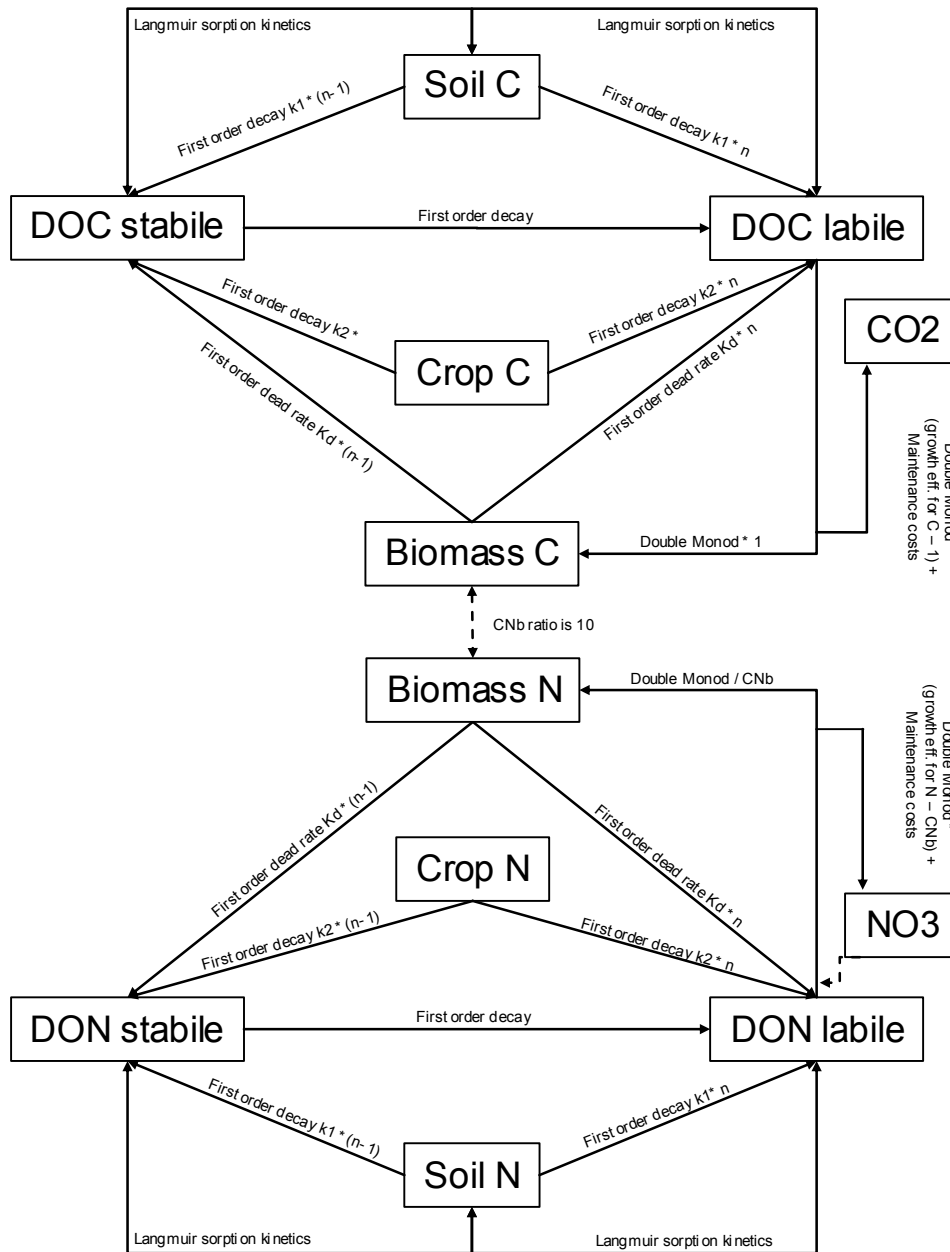 Langmuir sorption kinetics
Langmuir sorption kinetics
Soil C
First order decay k1 * (n-1)
First order decay k1 * n
DOC stabile
First order decay
DOC labile
First order decay k2 *
First order decay k2 * n
Crop C
CO2
First order dead rate Kd * (n-1)
First order dead rate Kd * n
Double Monod
(growth eff. for C – 1) +
Maintenance costs
Biomass C
Double Monod * 1
CNb ratio is 10
Biomass N
Double Monod / CNb
Double Monod *
(growth eff. for N – CNb) +
Maintenance costs
First order dead rate Kd * (n-1)
First order dead rate Kd * n
Crop N
NO3
First order decay k2 * (n-1)
First order decay k2 * n
DON stabile
First order decay
DON labile
First order decay k1 * (n-1)
First order decay k1* n
Soil N
Langmuir sorption kinetics
Langmuir sorption kinetics